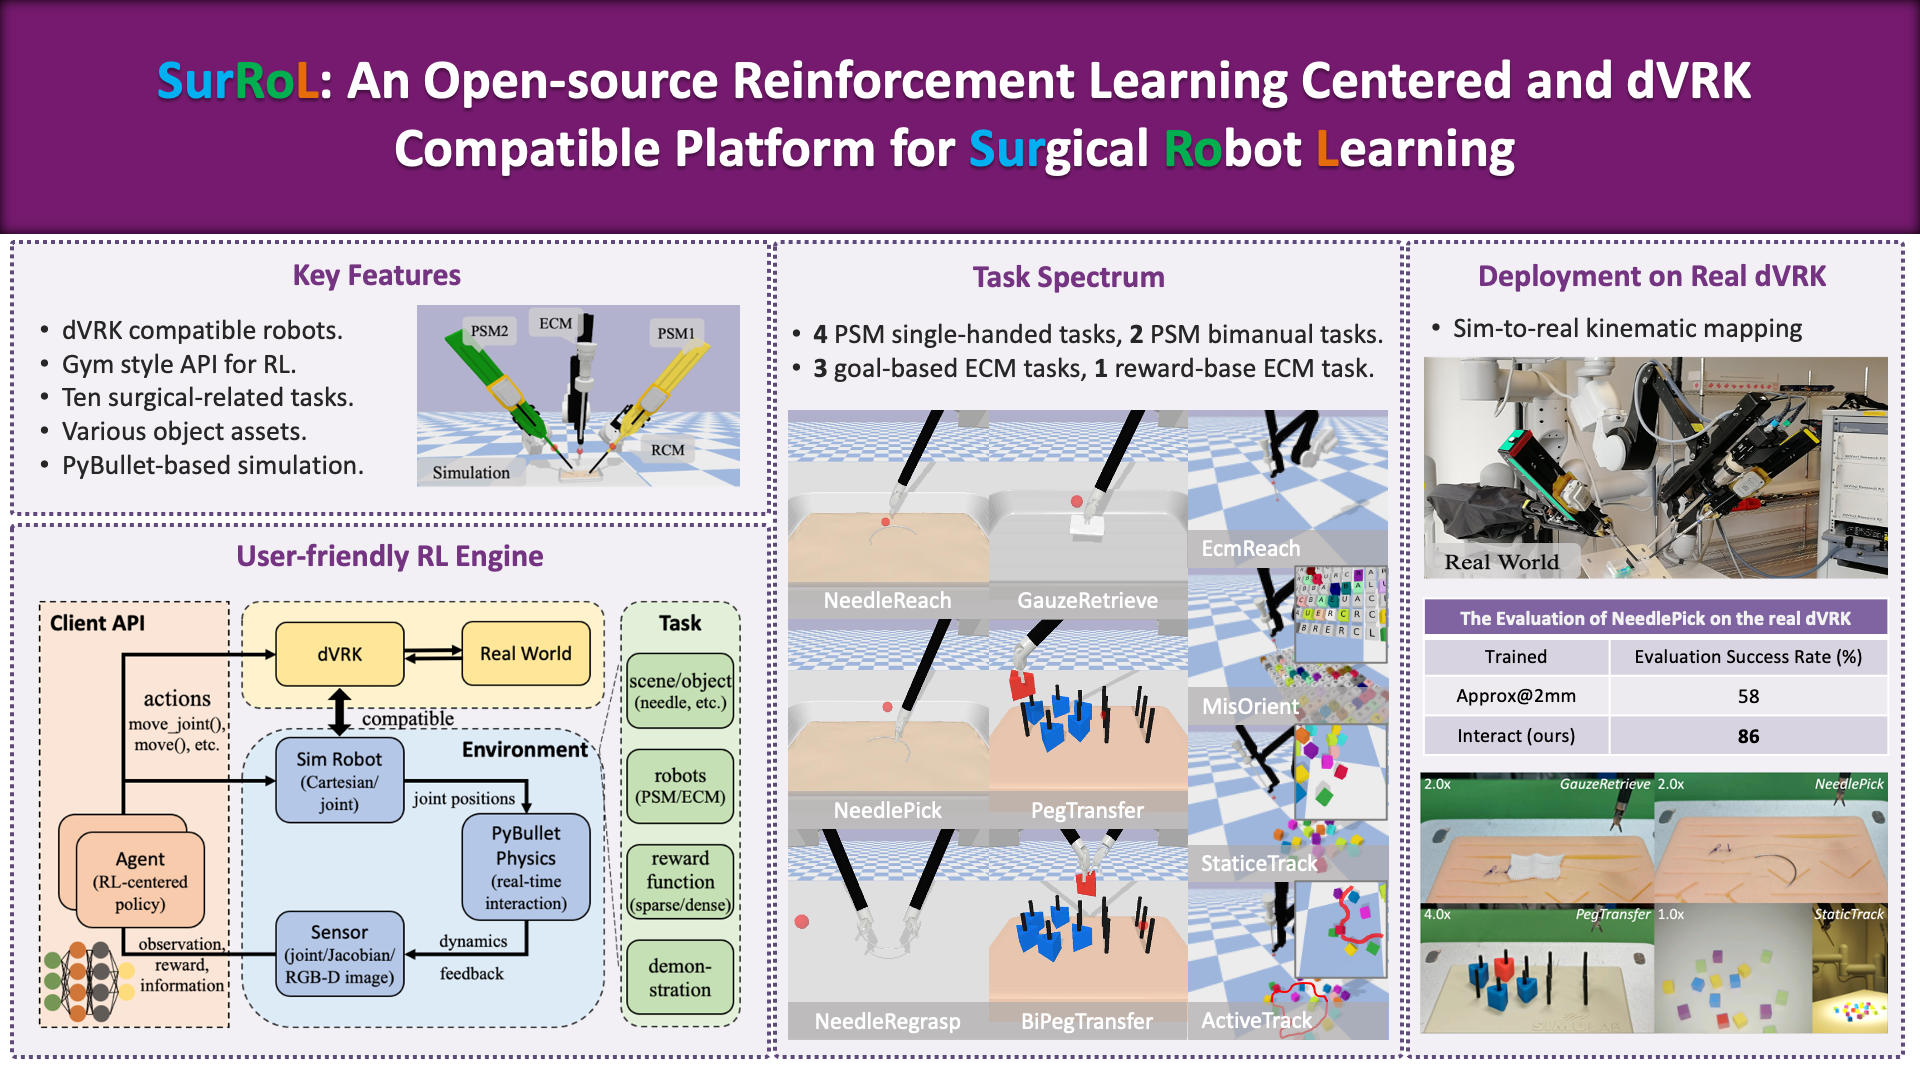 SurRoL: An Open-source Reinforcement Learning Centered and dVRK
Compatible Platform for Surgical Robot Learning
Key Features
• dVRK compatible robots.
• Gym style API for RL.
• Ten surgical-related tasks.
• Various object assets.
• PyBullet-based simulation.
PSM2
ECM
PSM1
RCM
Simulation
User-friendly RL Engine
Client API
actions
move_joint(),
move(), etc.
Agent
(RL-centered
policy)
observation,
reward,
information
dVRK
Real World
compatible
Environment
Sim Robot
(Cartesian/
joint)
joint positions
PyBullet
Physics
(real-time
interaction)
dynamics
feedback
Sensor
(joint/Jacobian/
RGB-D image)
Task
scene/object
(needle, etc.)
robots
(PSM/ECM)
reward
function
(sparse/dense)
demon-
stration
Task Spectrum
• 4 PSM single-handed tasks, 2 PSM bimanual tasks.
• 3 goal-based ECM tasks, 1 reward-base ECM task.
NeedleReach
GauzeRetrieve
EcmReach
NeedlePick
PegTransfer
MisOrient
StaticeTrack
NeedleRegrasp
BiPegTransfer
ActiveTrack
Deployment on Real dVRK
• Sim-to-real kinematic mapping
Real World
The Evaluation of NeedlePick on the real dVRK
Trained Evaluation Success Rate (%)
Approx@2mm 58
Interact (ours) 86
2.0x GauzeRetrieve
2.0x NeedlePick
4.0x PegTransfer
1.0x StaticTrack